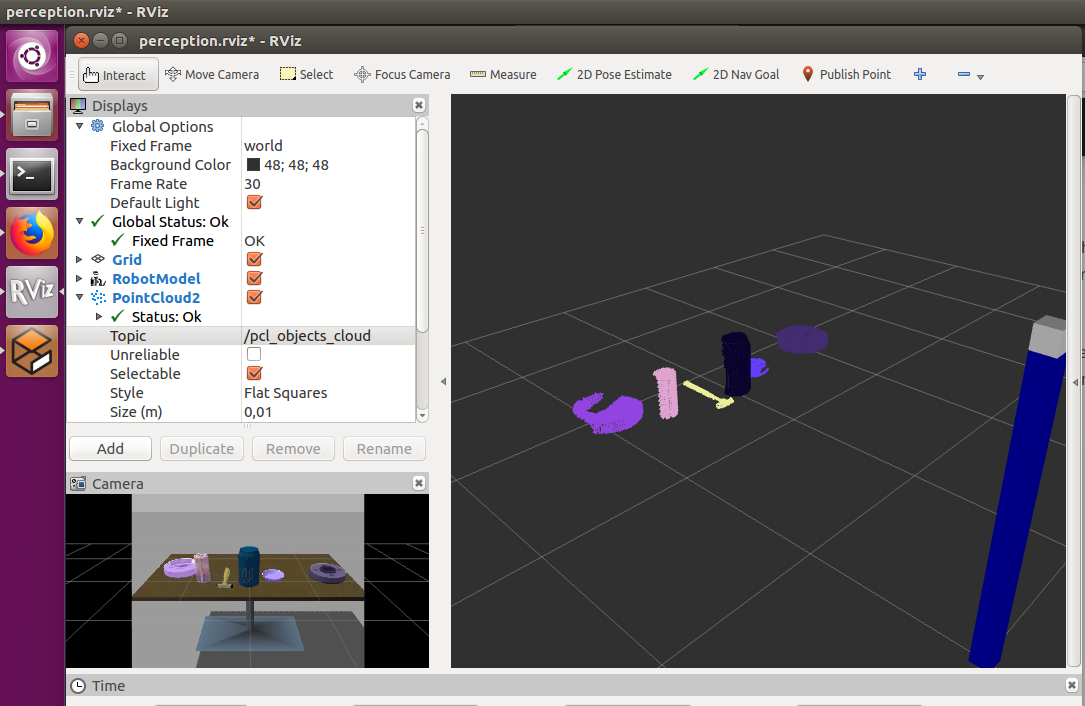 perception.rviz* - RViz
perception.rviz* - RViz
Interact Move Camera Select Focus Camera Measure 2D Pose Estimate 2D Nav Goal Publish Point
Displays
Global Options
Fixed Frame world
Background Color 48; 48; 48
Frame Rate 30
Default Light
Global Status: Ok
Fixed Frame OK
Grid
RobotModel
PointCloud2
Status: Ok
Topic /pcl_objects_cloud
Unreliable
Selectable
Style Flat Squares
Size (m) 0,01
Add Duplicate Remove Rename
Camera
Time
RViz